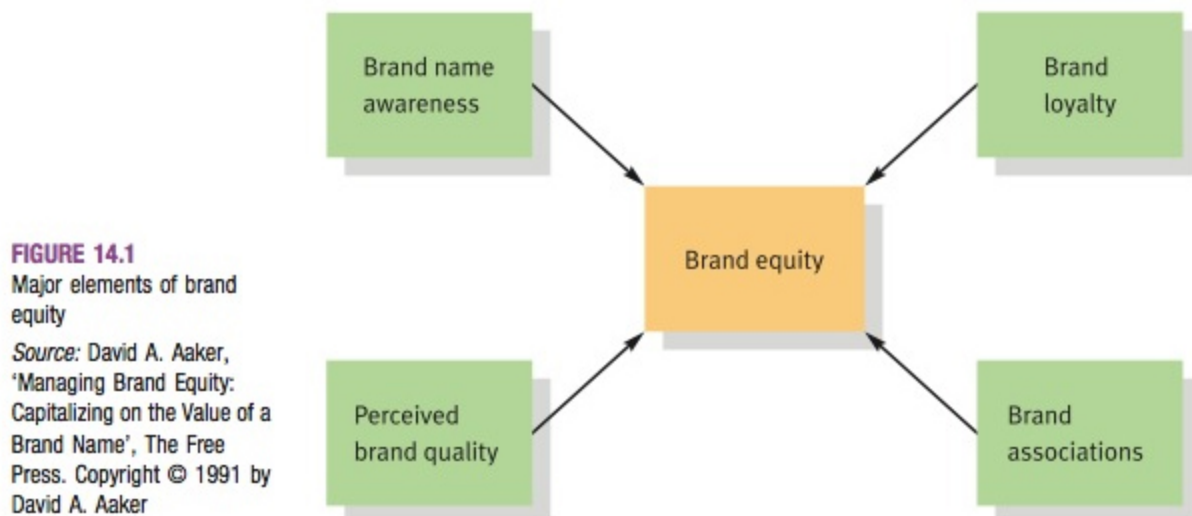 Brand name
awareness
Brand
loyalty
Brand equity
Perceived
brand quality
Brand
associations
FIGURE 14.1
Major elements of brand
equity
Source: David A. Aaker,
‘Managing Brand Equity:
Capitalizing on the Value of a
Brand Name’, The Free
Press. Copyright © 1991 by
David A. Aaker